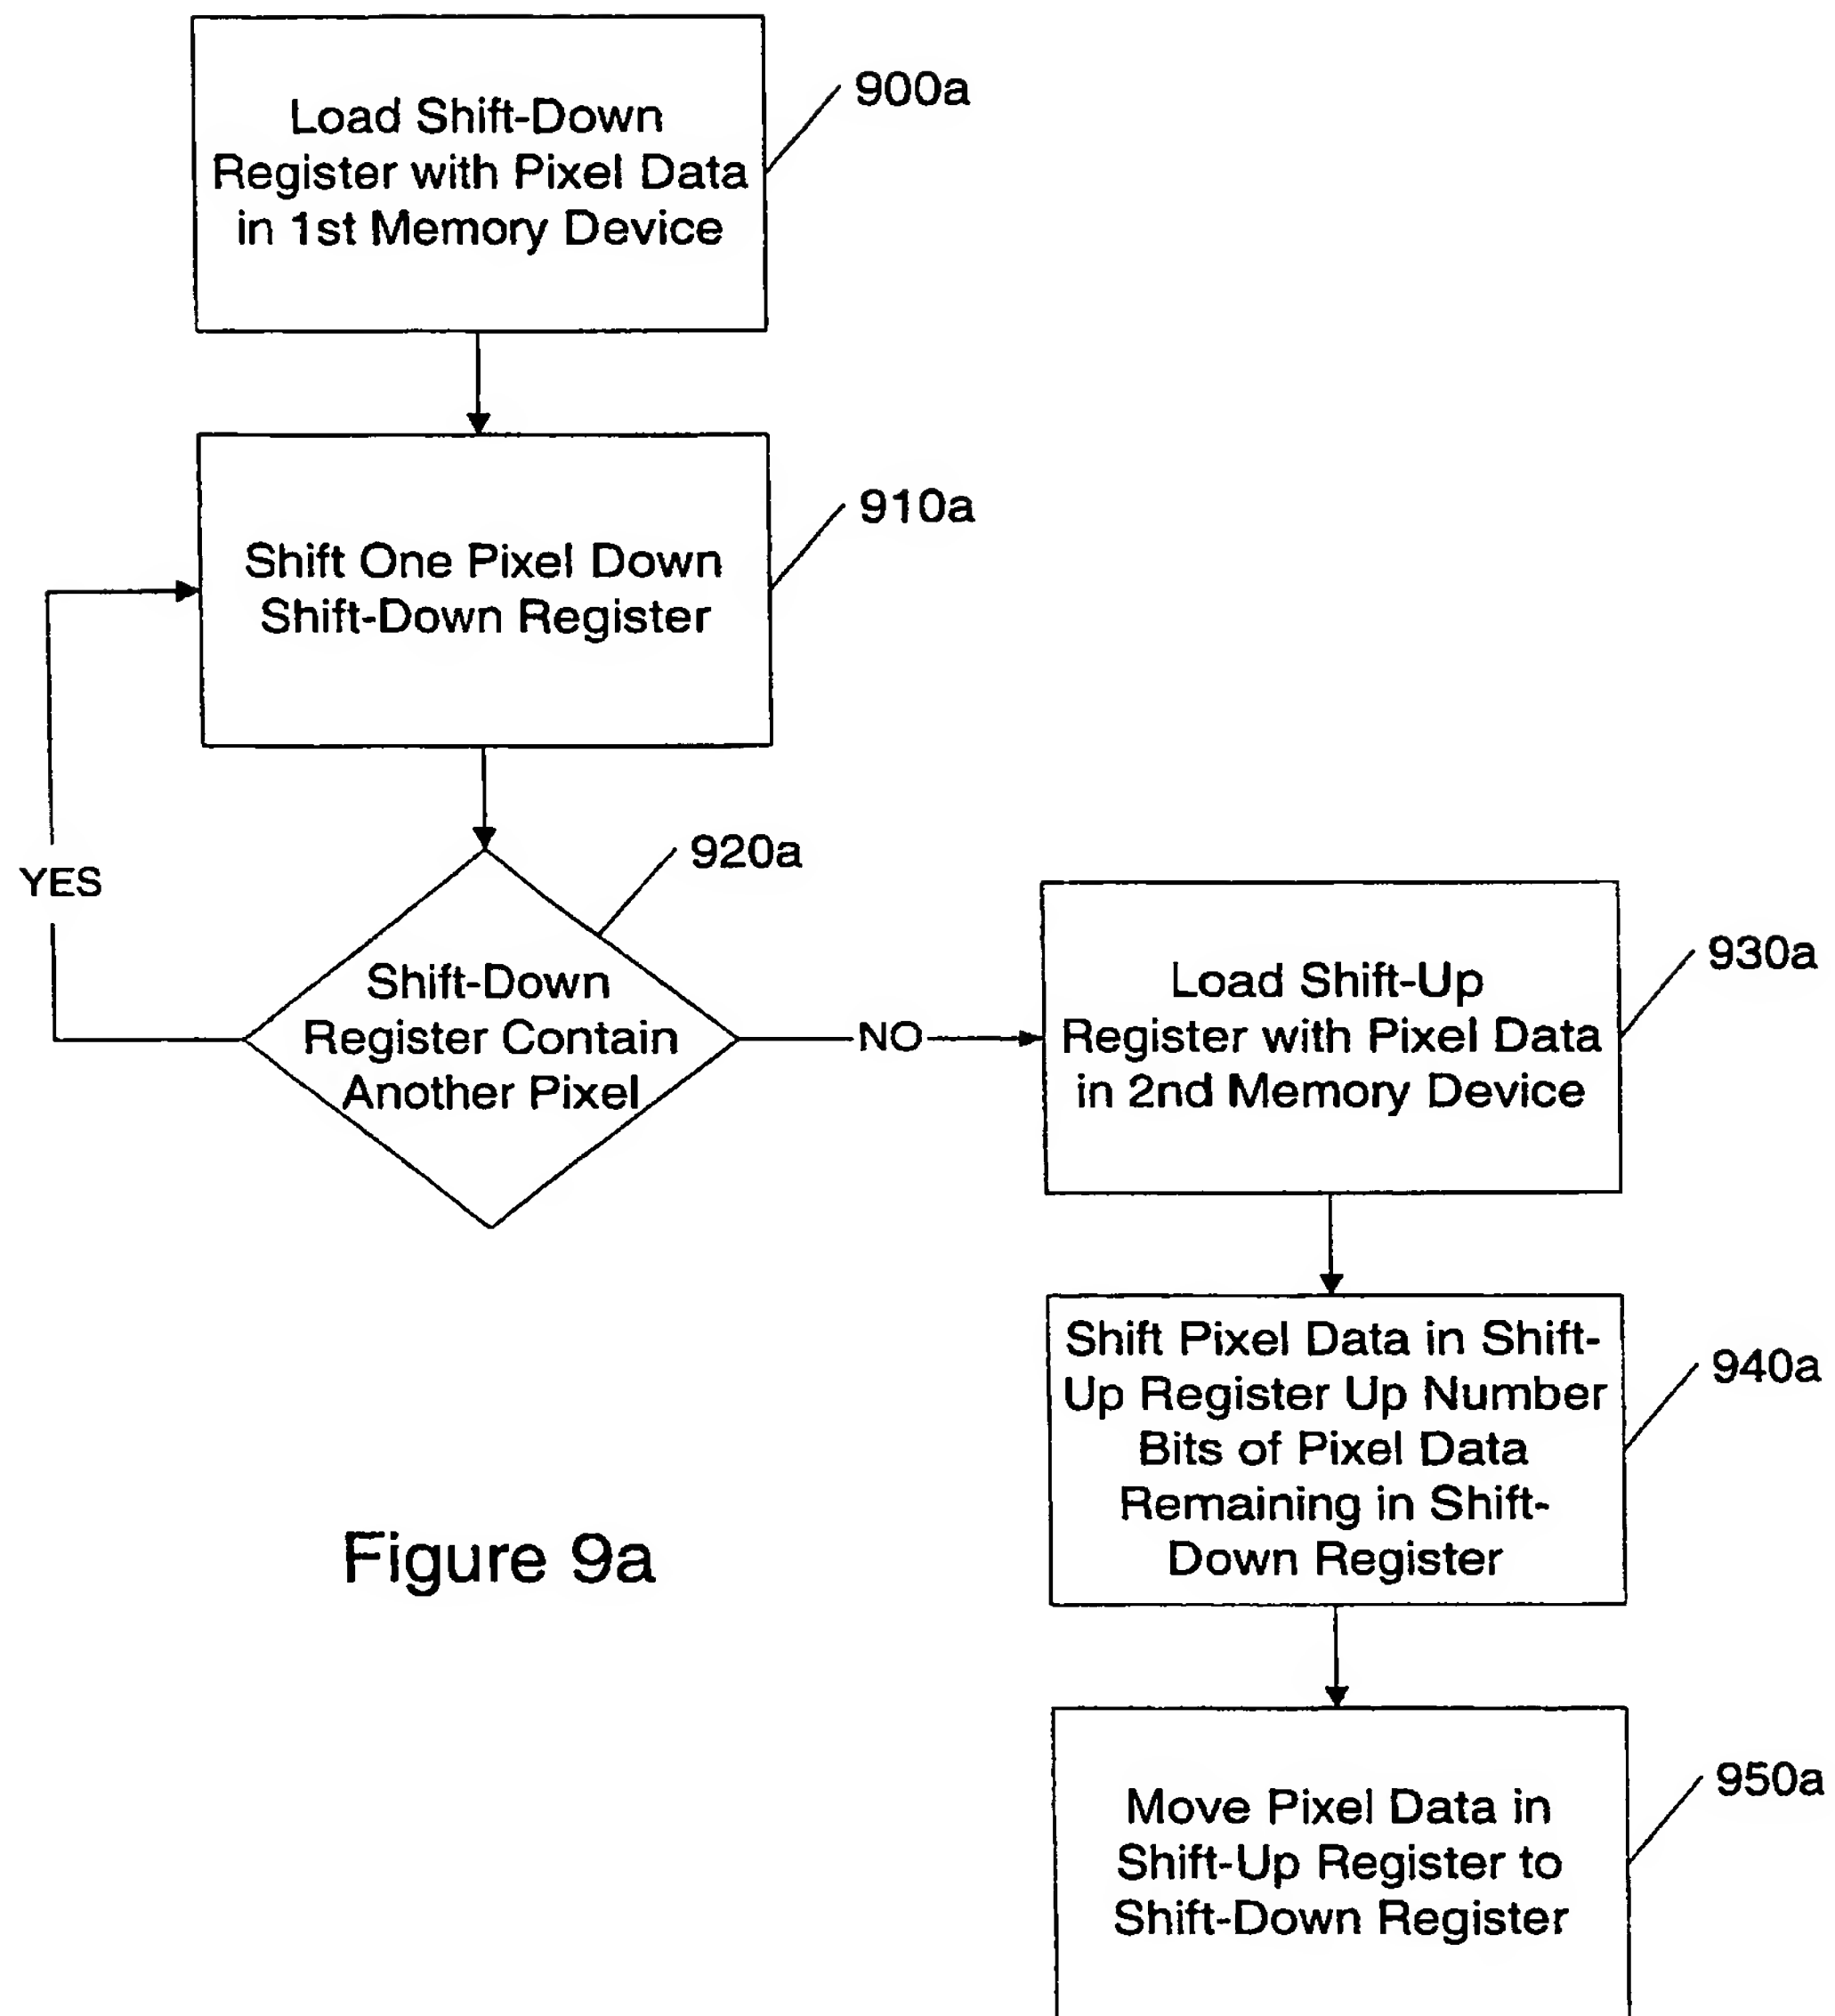 Load Shift-Down
Register with Pixel Data
in 1st Memory Device
900a
Shift One Pixel Down
Shift-Down Register
910a
YES
920a
Shift-Down
Register Contain
Another Pixel
NO
Load Shift-Up
Register with Pixel Data
in 2nd Memory Device
930a
Shift Pixel Data in Shift-
Up Register Up Number
Bits of Pixel Data
Remaining in Shift-
Down Register
940a
Figure 9a
Move Pixel Data in
Shift-Up Register to
Shift-Down Register
950a